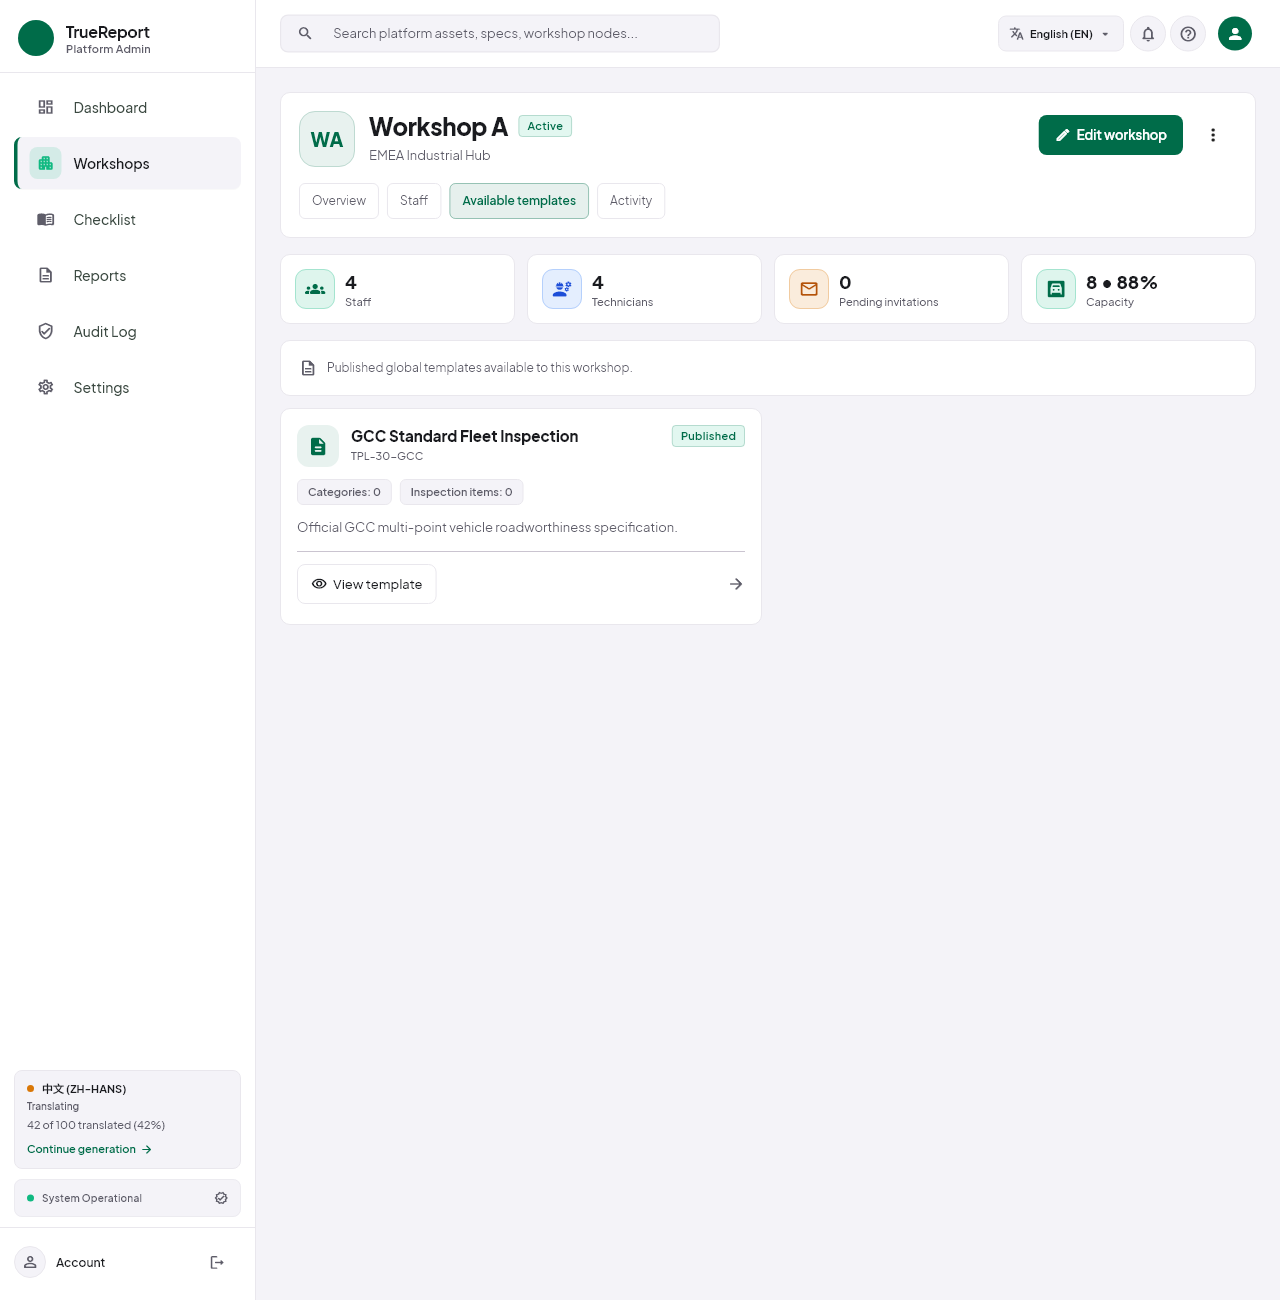 TrueReport
Platform Admin
Search platform assets, specs, workshop nodes...
English (EN)
Dashboard
Workshops
Checklist
Reports
Audit Log
Settings
WA
Workshop A
Active
EMEA Industrial Hub
Edit workshop
Overview
Staff
Available templates
Activity
4
Staff
4
Technicians
0
Pending invitations
8 • 88%
Capacity
Published global templates available to this workshop.
GCC Standard Fleet Inspection
Published
TPL-30-GCC
Categories: 0
Inspection items: 0
Official GCC multi-point vehicle roadworthiness specification.
View template
中文 (ZH-HANS)
Translating
42 of 100 translated (42%)
Continue generation
System Operational
Account